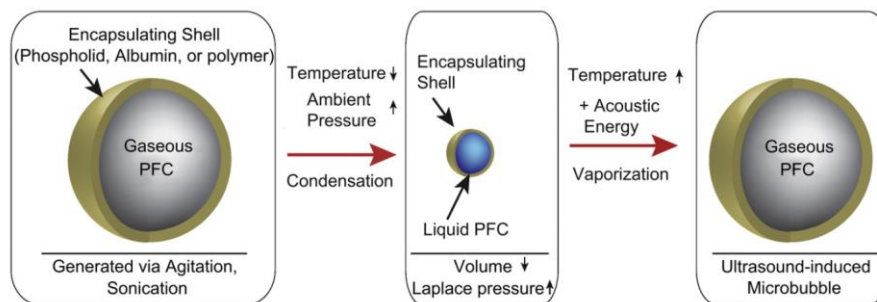 Encapsulating Shell
(Phospholid, Albumin, or polymer)
Gaseous
PFC
Generated via Agitation,
Sonication
Temperature ↓
Ambient ↑
Pressure
Condensation
Encapsulating
Shell
Liquid PFC
Volume ↓
Laplace pressure ↑
Temperature ↑
+ Acoustic
Energy
Vaporization
Gaseous
PFC
Ultrasound-induced
Microbubble